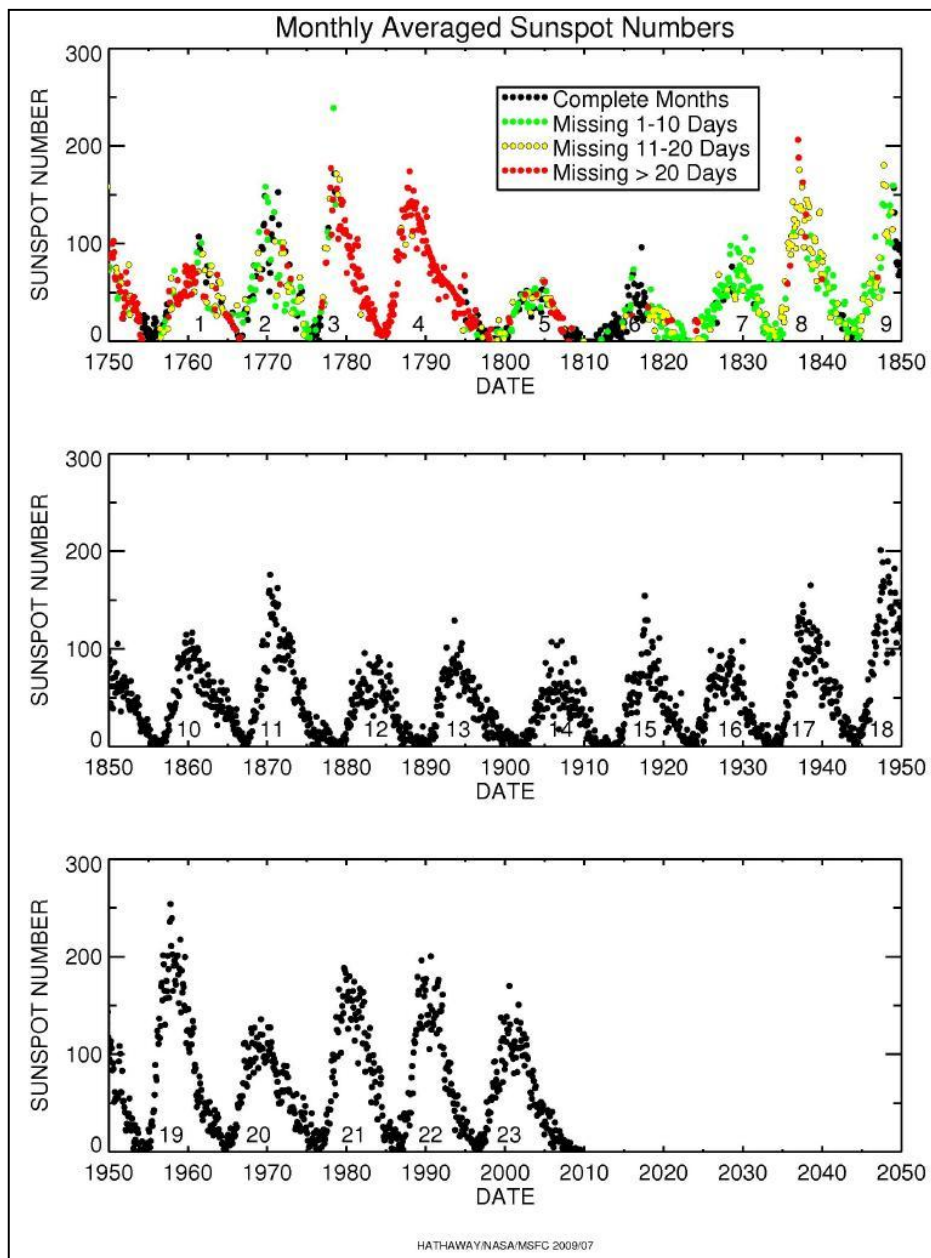 Monthly Averaged Sunspot Numbers
300
200
100
0
SUNSPOT NUMBER
Complete Months
Missing 1-10 Days
Missing 11-20 Days
Missing > 20 Days
1 2 3 4 5 6 7 8 9
1750 1760 1770 1780 1790 1800 1810 1820 1830 1840 1850
DATE
300
200
100
0
SUNSPOT NUMBER
10 11 12 13 14 15 16 17 18
1850 1860 1870 1880 1890 1900 1910 1920 1930 1940 1950
DATE
300
200
100
0
SUNSPOT NUMBER
19 20 21 22 23
1950 1960 1970 1980 1990 2000 2010 2020 2030 2040 2050
DATE
HATHAWAY/NASA/MSFC 2009/07